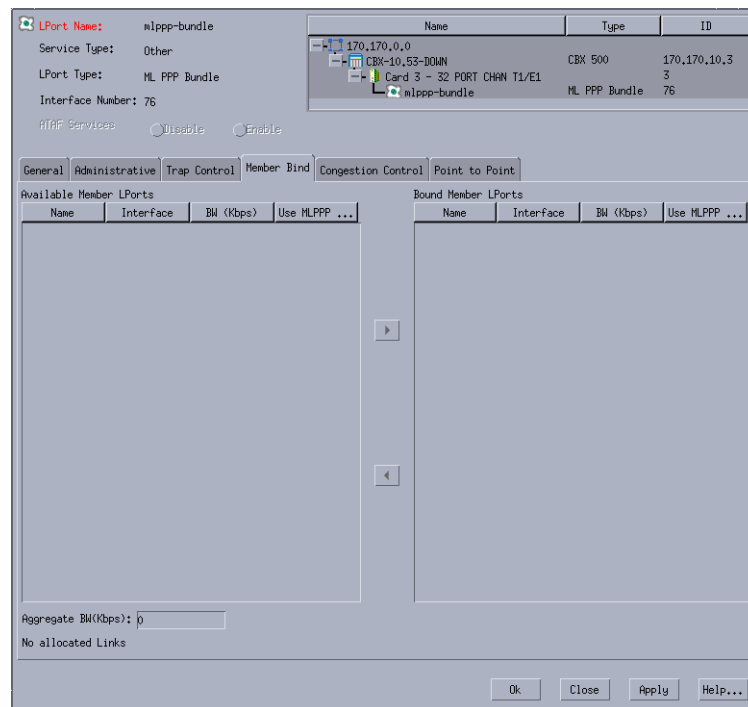 LPort Name: mlppp-bundle
Service Type: Other
LPort Type: ML PPP Bundle
Interface Number: 76
ATAF Services Disable Enable
Name Type ID
170.170.0.0
CBX-10.53-DOWN CBX 500 170.170.10.3
Card 3 - 32 PORT CHAN T1/E1 3
mlppp-bundle ML PPP Bundle 76
General Administrative Trap Control Member Bind Congestion Control Point to Point
Available Member LPorts
Name Interface BW (Kbps) Use MLPPP ...
Bound Member LPorts
Name Interface BW (Kbps) Use MLPPP ...
Aggregate BW(Kbps): 0
No allocated Links
Ok Close Apply Help...